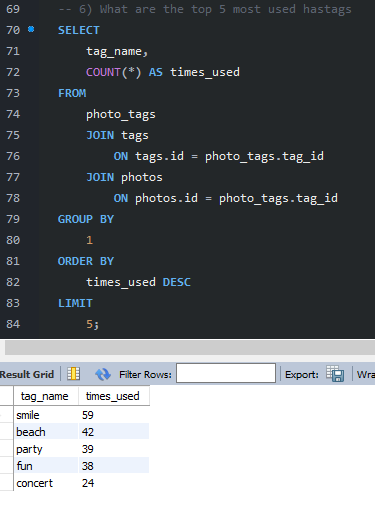 69 -- 6) What are the top 5 most used hastags
70 SELECT
71 tag_name,
72 COUNT(*) AS times_used
73 FROM
74 photo_tags
75 JOIN tags
76 ON tags.id = photo_tags.tag_id
77 JOIN photos
78 ON photos.id = photo_tags.tag_id
79 GROUP BY
80 1
81 ORDER BY
82 times_used DESC
83 LIMIT
84 5;
Result Grid Filter Rows: Export: Wra
tag_name times_used
smile 59
beach 42
party 39
fun 38
concert 24